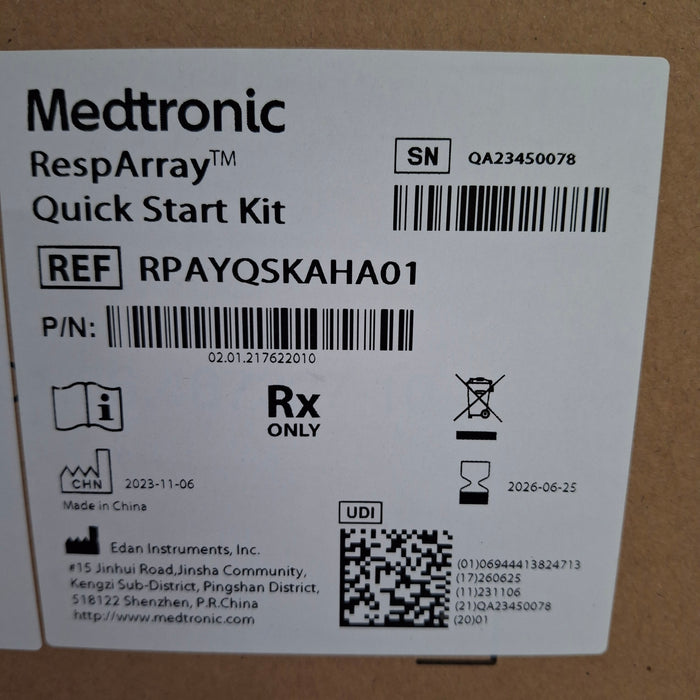 Medtronic
RespArray™
Quick Start Kit
SN QA23450078
REF RPAYQSKAHA01
P/N:
02.01.217622010
i
Rx
ONLY
CHN 2023-11-06
Made in China
2026-06-25
UDI
Edan Instruments, Inc.
#15 Jinhui Road,Jinsha Community,
Kengzi Sub-District, Pingshan District,
518122 Shenzhen, P.R.China
http://www.medtronic.com
(01)06944413824713
(17)260625
(11)231106
(21)QA23450078
(20)01